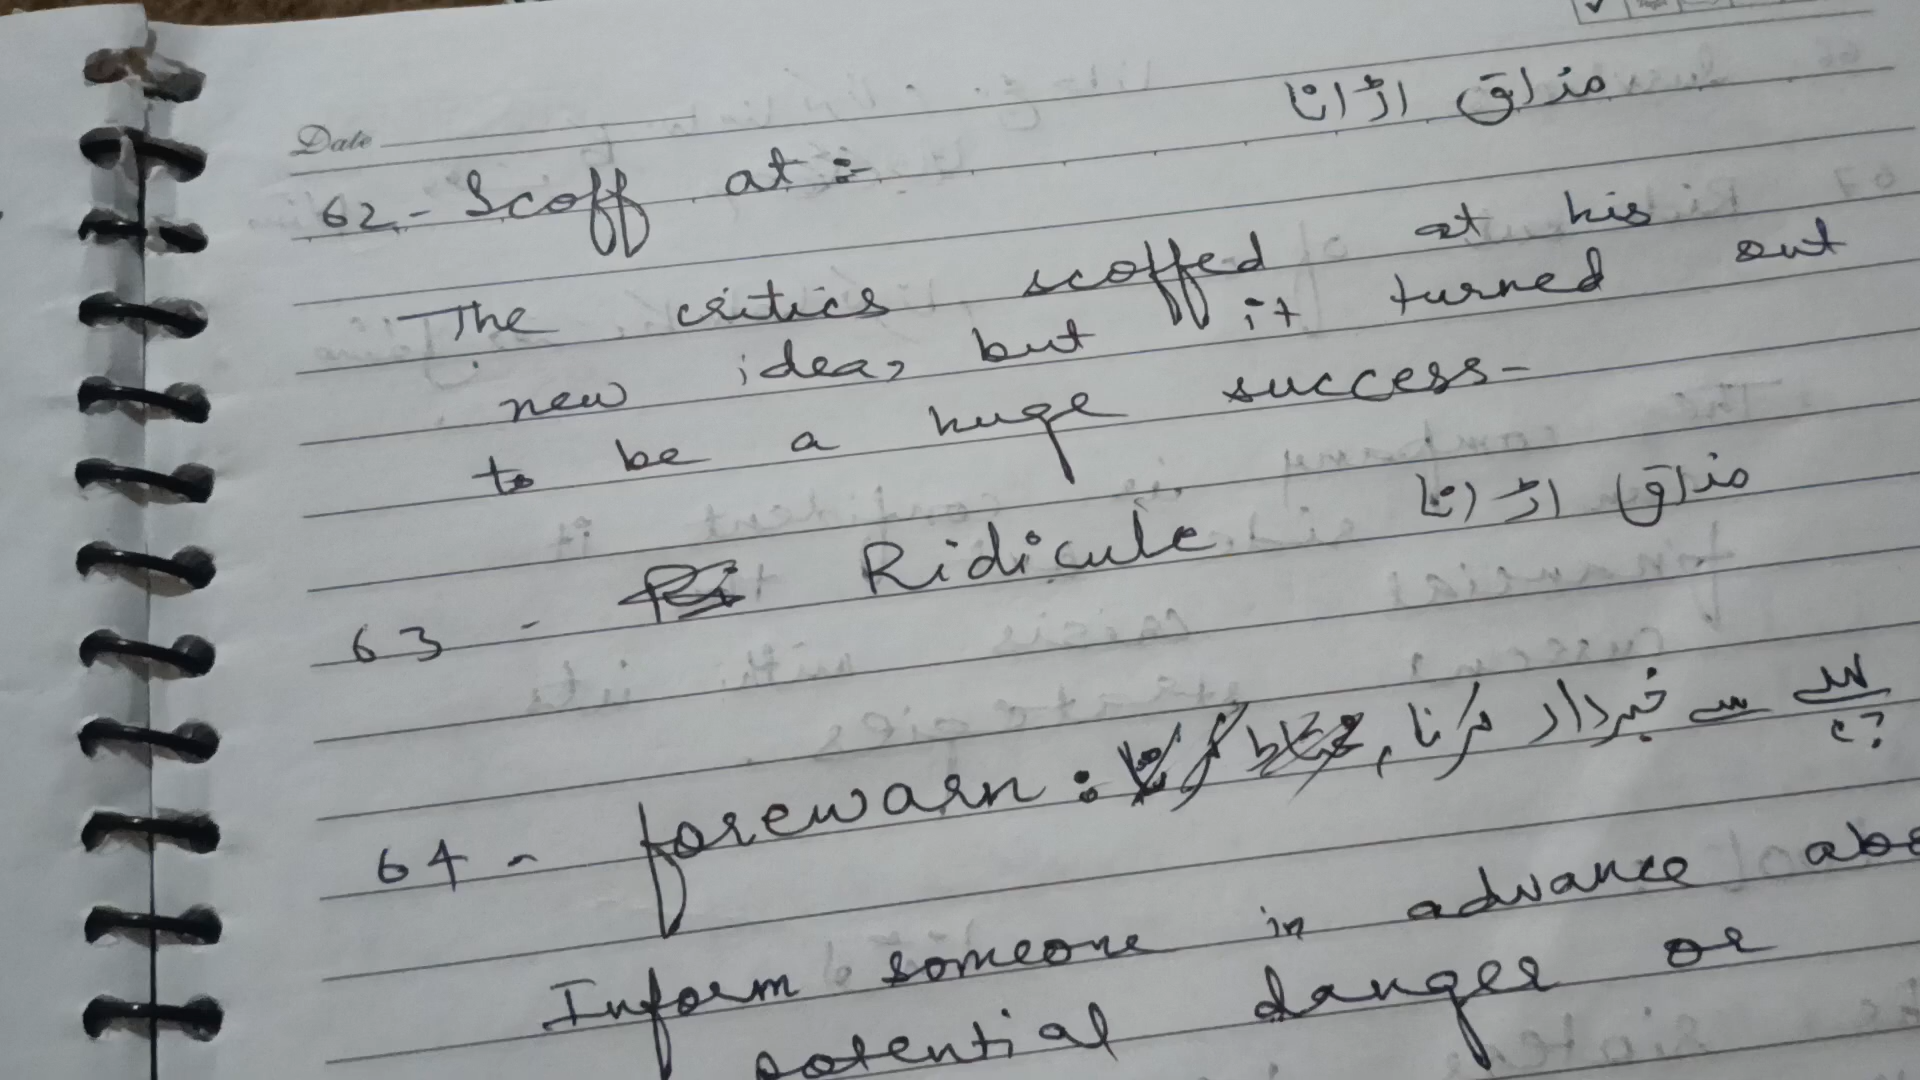 Date
مذاق اڑانا
62- Scoff at :-
The critics scoffed at his
new idea, but it turned out
to be a huge success-
مذاق اڑانا
63 - Ridicule
64 - forewarn : سے خبردار کرنا
Inform someone in advance abo
potential danger or